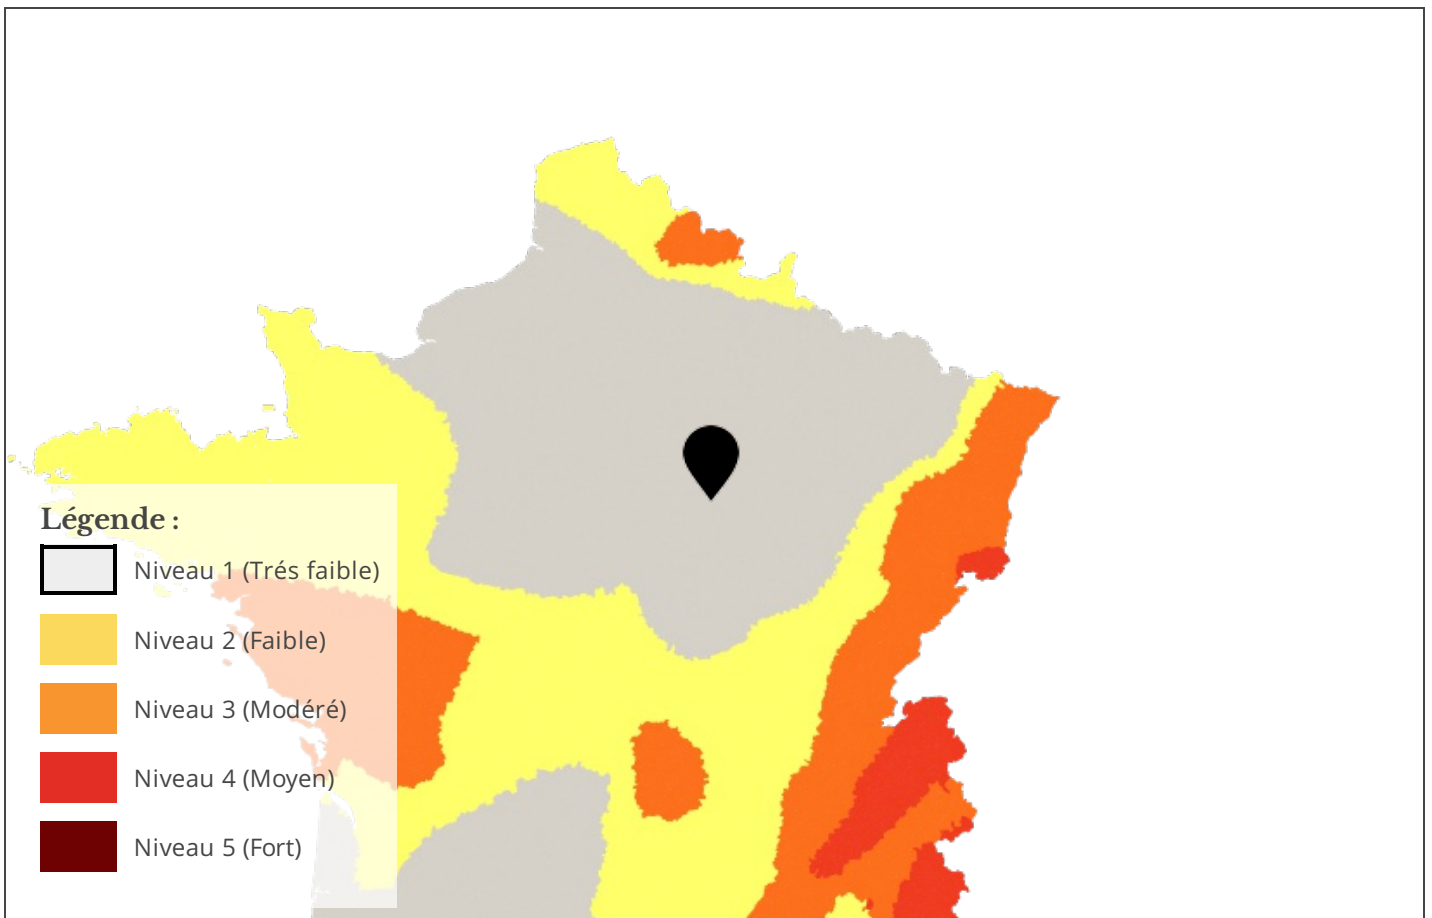 Légende :
Niveau 1 (Trés faible)
Niveau 2 (Faible)
Niveau 3 (Modéré)
Niveau 4 (Moyen)
Niveau 5 (Fort)